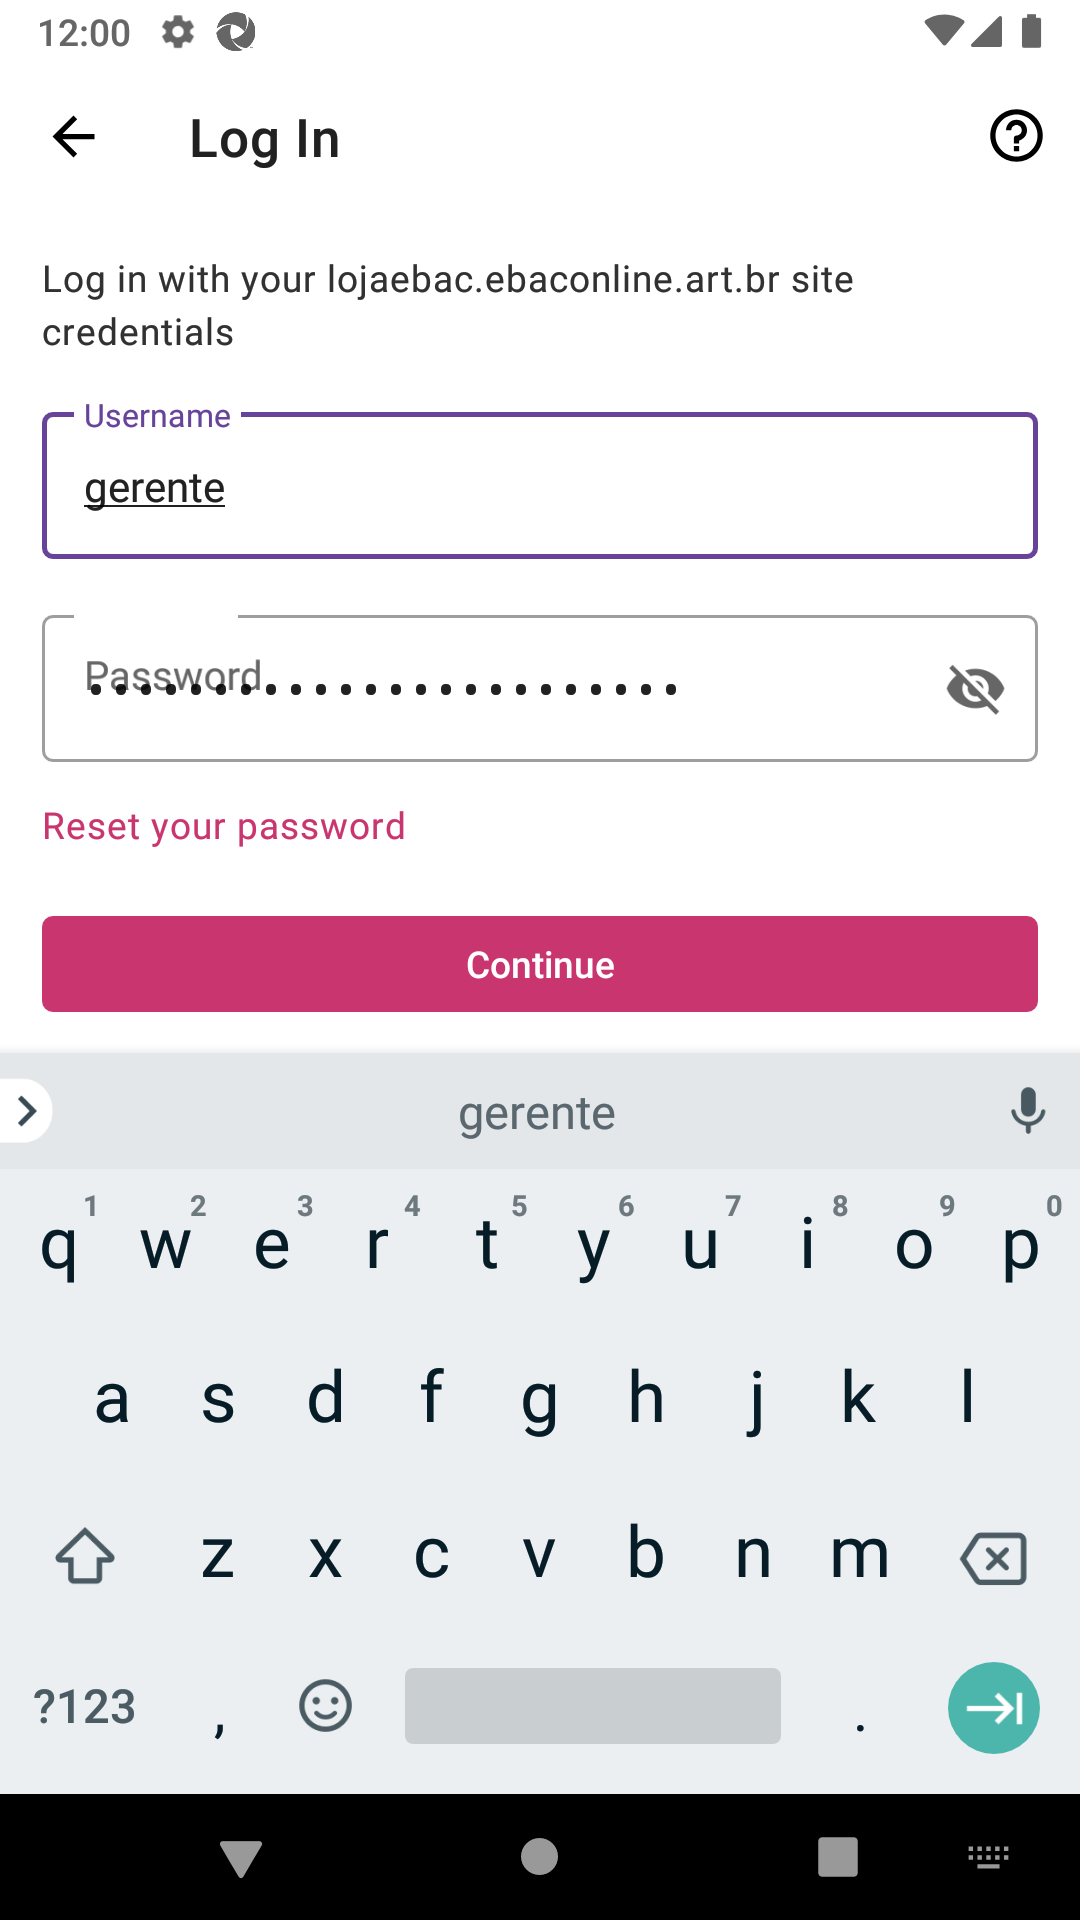 12:00
Log In
Log in with your lojaebac.ebaconline.art.br site
credentials
Username
gerente
Password
••••••••••••••••••••••••
Reset your password
Continue
gerente
1 2 3 4 5 6 7 8 9 0
q w e r t y u i o p
a s d f g h j k l
z x c v b n m
?123 , .